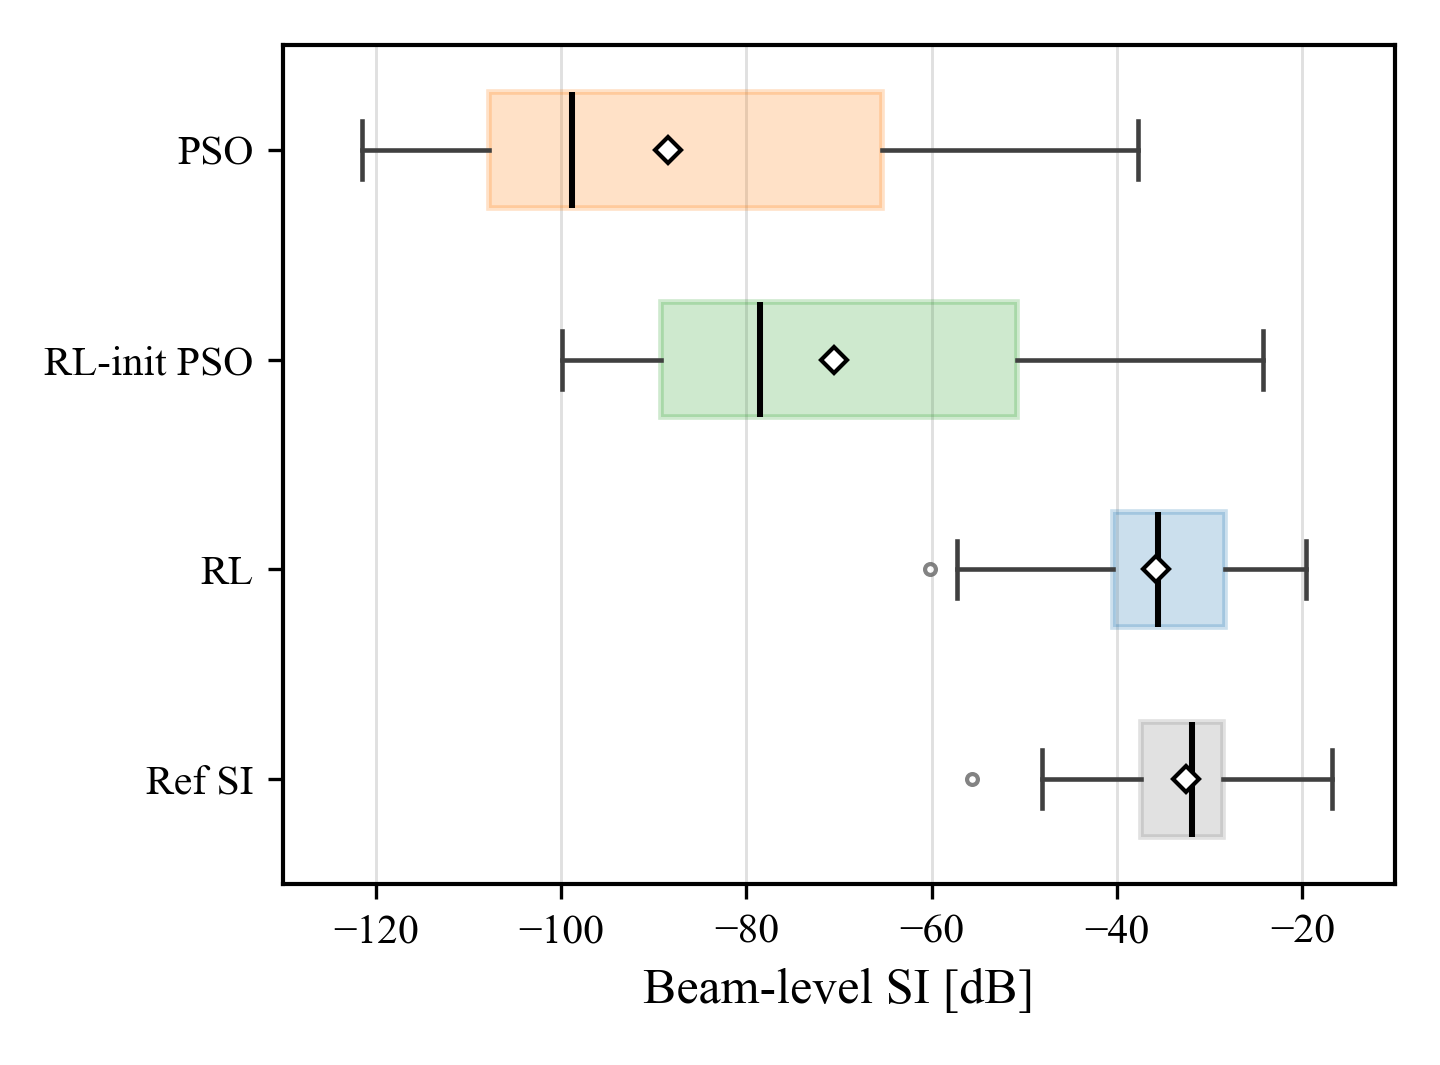 PSO
RL-init PSO
RL
Ref SI
−120 −100 −80 −60 −40 −20
Beam-level SI [dB]